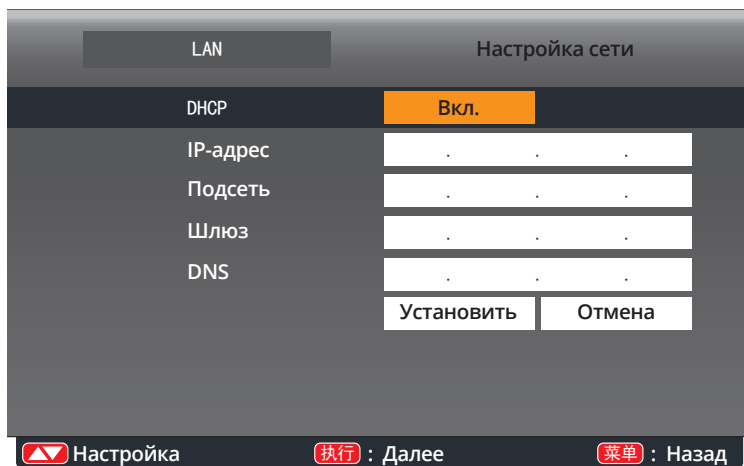 LAN Настройка сети
DHCP Вкл.
IP-адрес . . .
Подсеть . . .
Шлюз . . .
DNS . . .
Установить Отмена
Настройка 执行 : Далее 菜单 : Назад